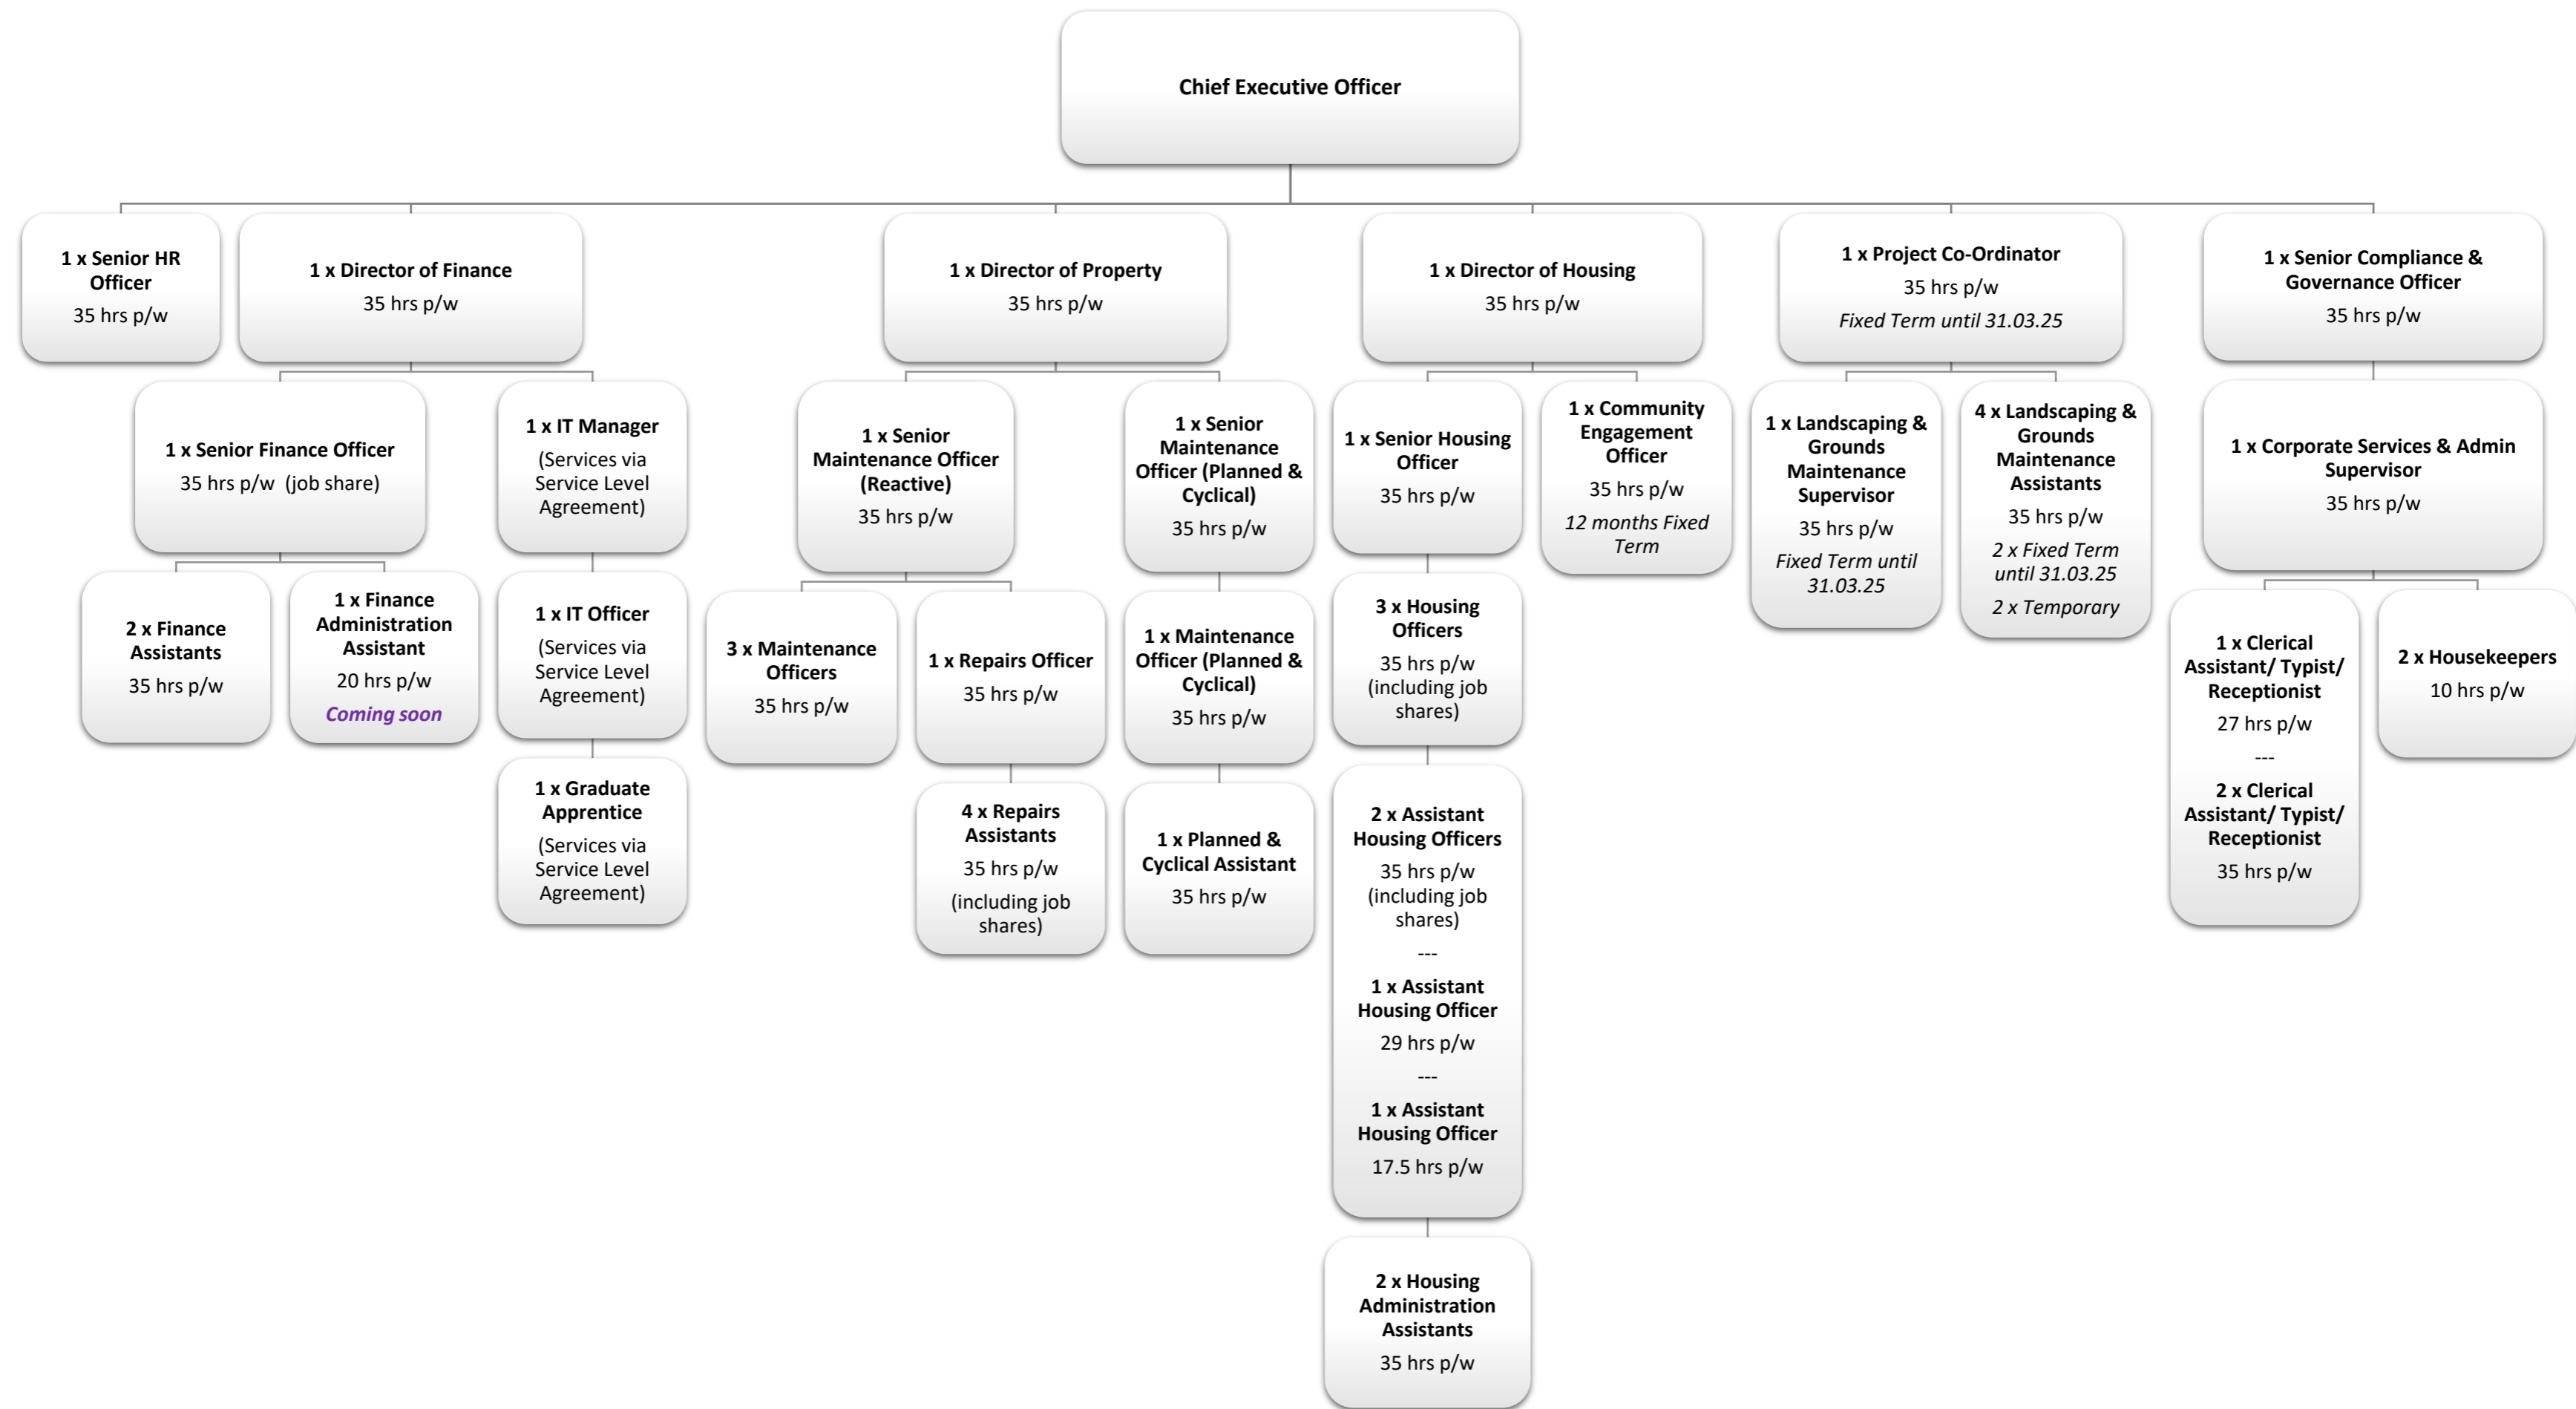 Chief Executive Officer
1 x Senior HR
Officer
35 hrs p/w
1 x Director of Finance
35 hrs p/w
1 x Director of Property
35 hrs p/w
1 x Director of Housing
35 hrs p/w
1 x Project Co-Ordinator
35 hrs p/w
Fixed Term until 31.03.25
1 x Senior Compliance &
Governance Officer
35 hrs p/w
1 x Senior Finance Officer
35 hrs p/w  (job share)
1 x IT Manager
(Services via
Service Level
Agreement)
1 x Senior
Maintenance Officer
(Reactive)
35 hrs p/w
1 x Senior
Maintenance
Officer (Planned &
Cyclical)
35 hrs p/w
1 x Senior Housing
Officer
35 hrs p/w
1 x Community
Engagement
Officer
35 hrs p/w
12 months Fixed
Term
1 x Landscaping &
Grounds
Maintenance
Supervisor
35 hrs p/w
Fixed Term until
31.03.25
4 x Landscaping &
Grounds
Maintenance
Assistants
35 hrs p/w
2 x Fixed Term
until 31.03.25
2 x Temporary
1 x Corporate Services & Admin
Supervisor
35 hrs p/w
2 x Finance
Assistants
35 hrs p/w
1 x Finance
Administration
Assistant
20 hrs p/w
Coming soon
1 x IT Officer
(Services via
Service Level
Agreement)
3 x Maintenance
Officers
35 hrs p/w
1 x Repairs Officer
35 hrs p/w
1 x Maintenance
Officer (Planned &
Cyclical)
35 hrs p/w
3 x Housing
Officers
35 hrs p/w
(including job
shares)
1 x Clerical
Assistant/ Typist/
Receptionist
27 hrs p/w
---
2 x Clerical
Assistant/ Typist/
Receptionist
35 hrs p/w
2 x Housekeepers
10 hrs p/w
1 x Graduate
Apprentice
(Services via
Service Level
Agreement)
4 x Repairs
Assistants
35 hrs p/w
(including job
shares)
1 x Planned &
Cyclical Assistant
35 hrs p/w
2 x Assistant
Housing Officers
35 hrs p/w
(including job
shares)
---
1 x Assistant
Housing Officer
29 hrs p/w
---
1 x Assistant
Housing Officer
17.5 hrs p/w
2 x Housing
Administration
Assistants
35 hrs p/w